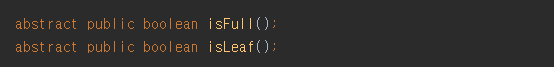 abstract public boolean isFull();
abstract public boolean isLeaf();